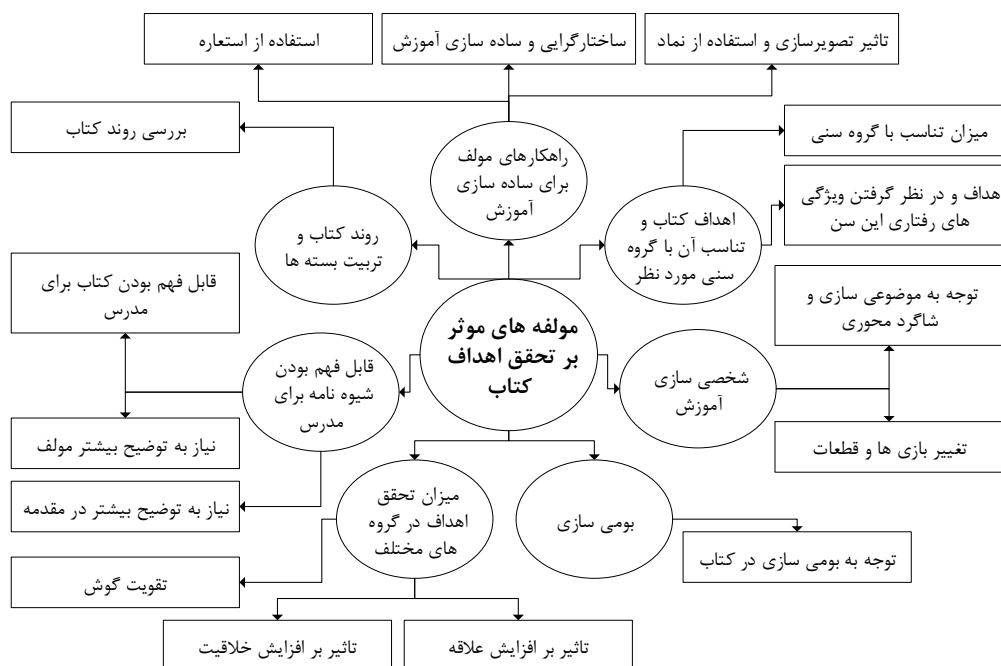 تاثیر تصویرسازی و استفاده از نماد
ساختارگرایی و ساده سازی آموزش
استفاده از استعاره
میزان تناسب با گروه سنی
بررسی روند کتاب
راهکارهای مولف
برای ساده سازی
آموزش
هداف و در نظر گرفتن ویژگی
های رفتاری این سن
اهداف کتاب و
تناسب آن با گروه
سنی مورد نظر
روند کتاب و
تربیت بسته ها
قابل فهم بودن کتاب برای
مدرس
توجه به موضوعی سازی و
شاگرد محوری
مولفه های موثر
بر تحقق اهداف
کتاب
شخصی سازی
آموزش
قابل فهم بودن
شیوه نامه برای
مدرس
تغییر بازی ها و قطعات
نیاز به توضیح بیشتر مولف
نیاز به توضیح بیشتر در مقدمه
میزان تحقق
اهداف در گروه
های مختلف
بومی سازی
توجه به بومی سازی در کتاب
تقویت گوش
تاثیر بر افزایش علاقه
تاثیر بر افزایش خلاقیت